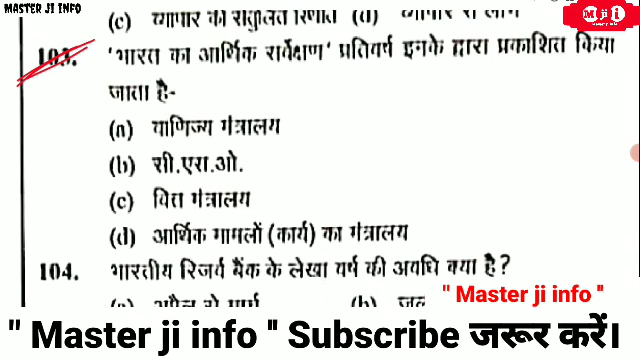 MASTER JI INFO
Mji
(c) व्यापार की संतुलित स्थिति (d)
103. 'भारत का आर्थिक सर्वेक्षण' प्रतिवर्ष इनके द्वारा प्रकाशित किया
जाता है-
(a) वाणिज्य मंत्रालय
(b) सी.एस.ओ.
(c) वित्त मंत्रालय
(d) आर्थिक मामलों (कार्य) का मंत्रालय
104. भारतीय रिजर्व बैंक के लेखा वर्ष की अवधि क्या है?
(a) (b)
" Master ji info "
" Master ji info " Subscribe जरूर करें।